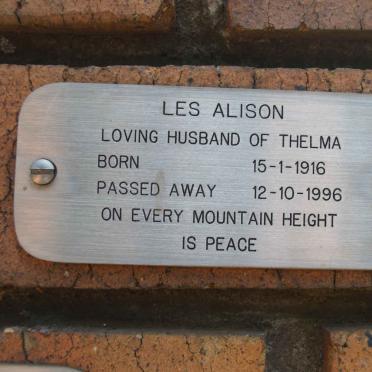 LES ALISON
LOVING HUSBAND OF THELMA
BORN 15-1-1916
PASSED AWAY 12-10-1996
ON EVERY MOUNTAIN HEIGHT
IS PEACE